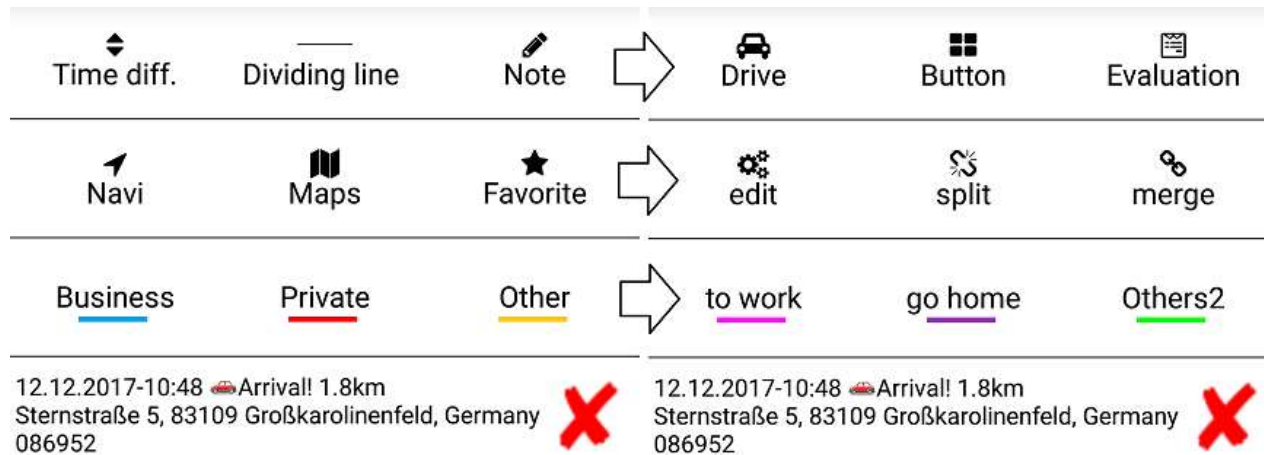 Time diff. Dividing line Note Drive Button Evaluation
Navi Maps Favorite edit split merge
Business Private Other to work go home Others2
12.12.2017-10:48 🚗Arrival! 1.8km
Sternstraße 5, 83109 Großkarolinenfeld, Germany
086952
12.12.2017-10:48 🚗Arrival! 1.8km
Sternstraße 5, 83109 Großkarolinenfeld, Germany
086952